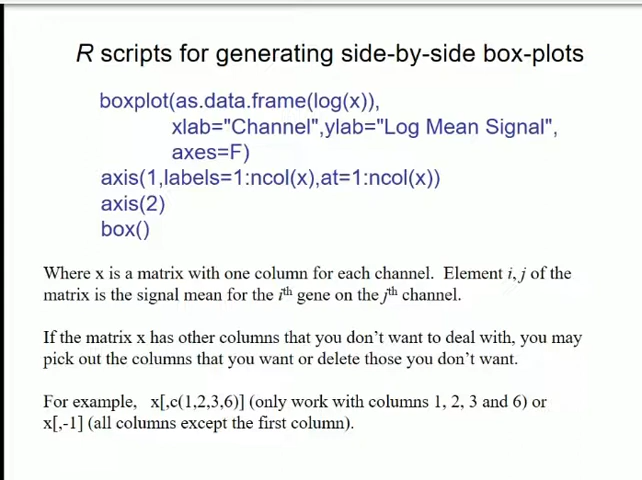 R scripts for generating side-by-side box-plots
boxplot(as.data.frame(log(x)),
xlab="Channel",ylab="Log Mean Signal",
axes=F)
axis(1,labels=1:ncol(x),at=1:ncol(x))
axis(2)
box()
Where x is a matrix with one column for each channel. Element i, j of the
matrix is the signal mean for the ith gene on the jth channel.
If the matrix x has other columns that you don't want to deal with, you may
pick out the columns that you want or delete those you don't want.
For example, x[,c(1,2,3,6)] (only work with columns 1, 2, 3 and 6) or
x[,-1] (all columns except the first column).